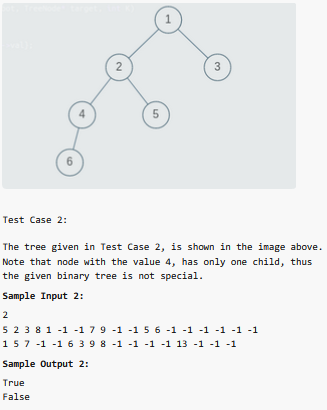 1
2
3
4
5
6
Test Case 2:
The tree given in Test Case 2, is shown in the image above.
Note that node with the value 4, has only one child, thus
the given binary tree is not special.
Sample Input 2:
2
5 2 3 8 1 -1 -1 7 9 -1 -1 5 6 -1 -1 -1 -1 -1 -1
1 5 7 -1 -1 6 3 9 8 -1 -1 -1 -1 13 -1 -1 -1
Sample Output 2:
True
False